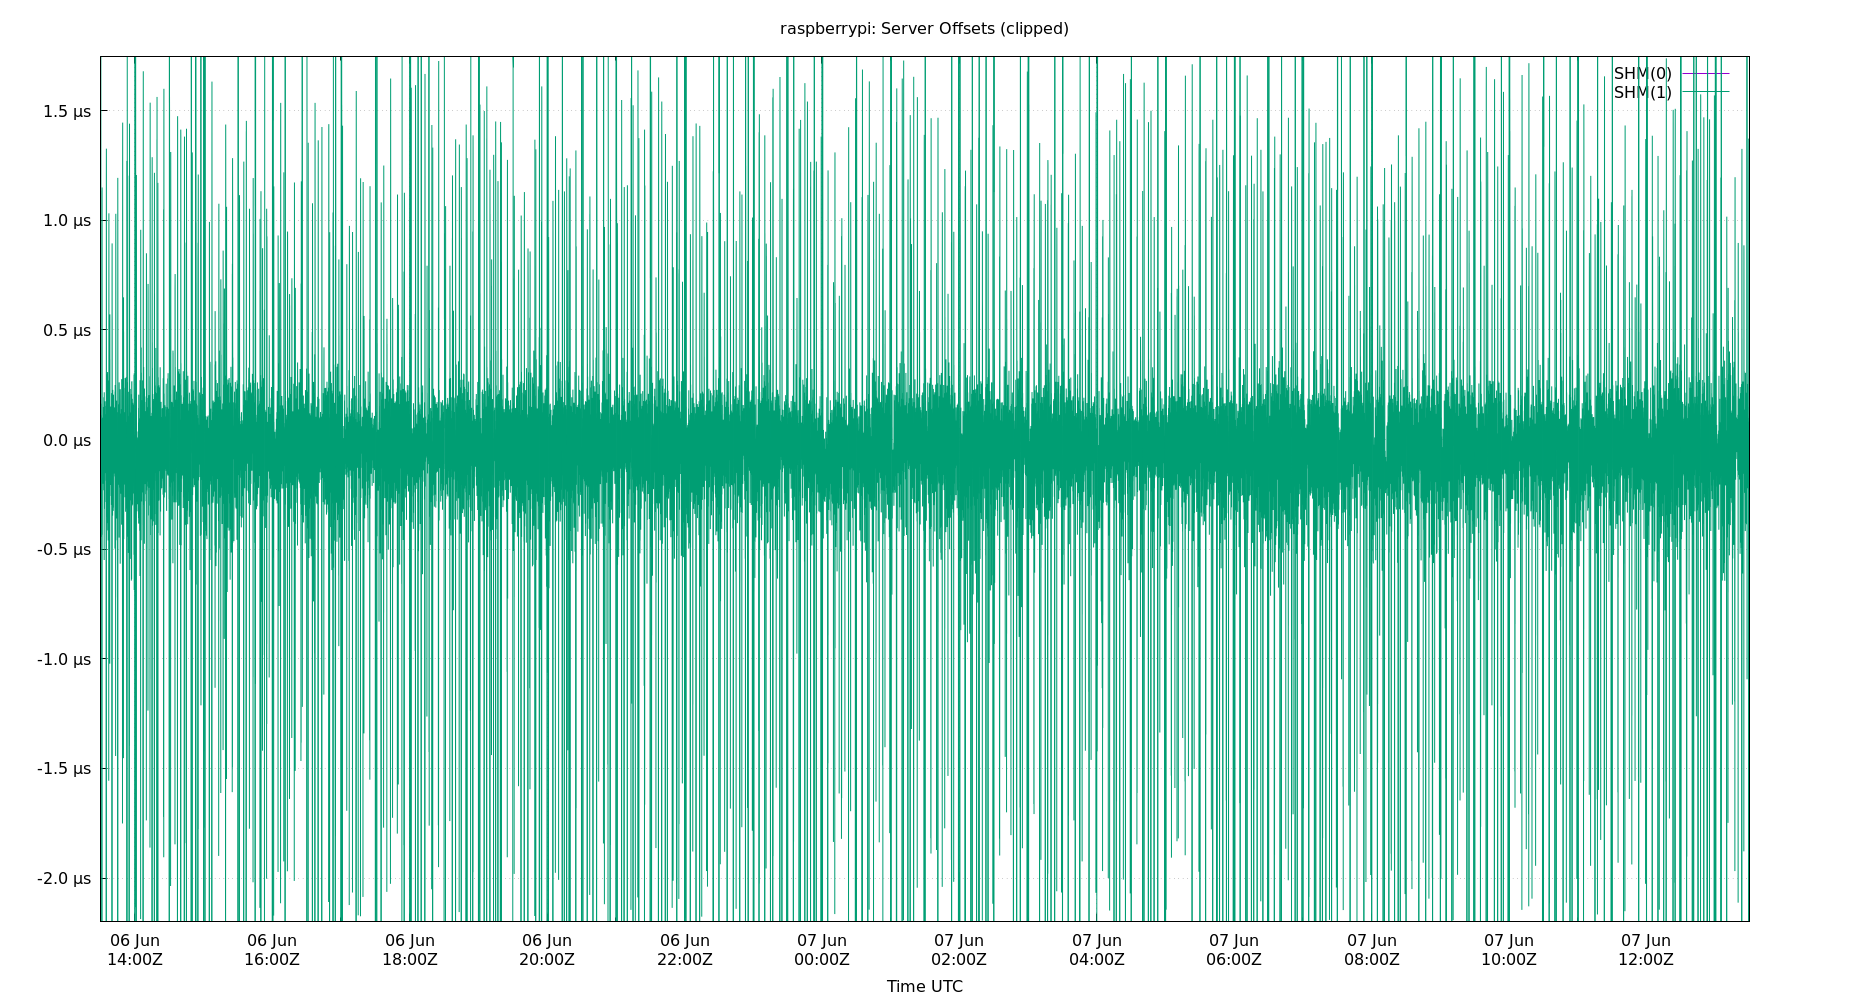 raspberrypi: Server Offsets (clipped)
SHM(0)
SHM(1)
1.5 µs
1.0 µs
0.5 µs
0.0 µs
-0.5 µs
-1.0 µs
-1.5 µs
-2.0 µs
06 Jun 06 Jun 06 Jun 06 Jun 06 Jun 07 Jun 07 Jun 07 Jun 07 Jun 07 Jun 07 Jun 07 Jun
14:00Z 16:00Z 18:00Z 20:00Z 22:00Z 00:00Z 02:00Z 04:00Z 06:00Z 08:00Z 10:00Z 12:00Z
Time UTC